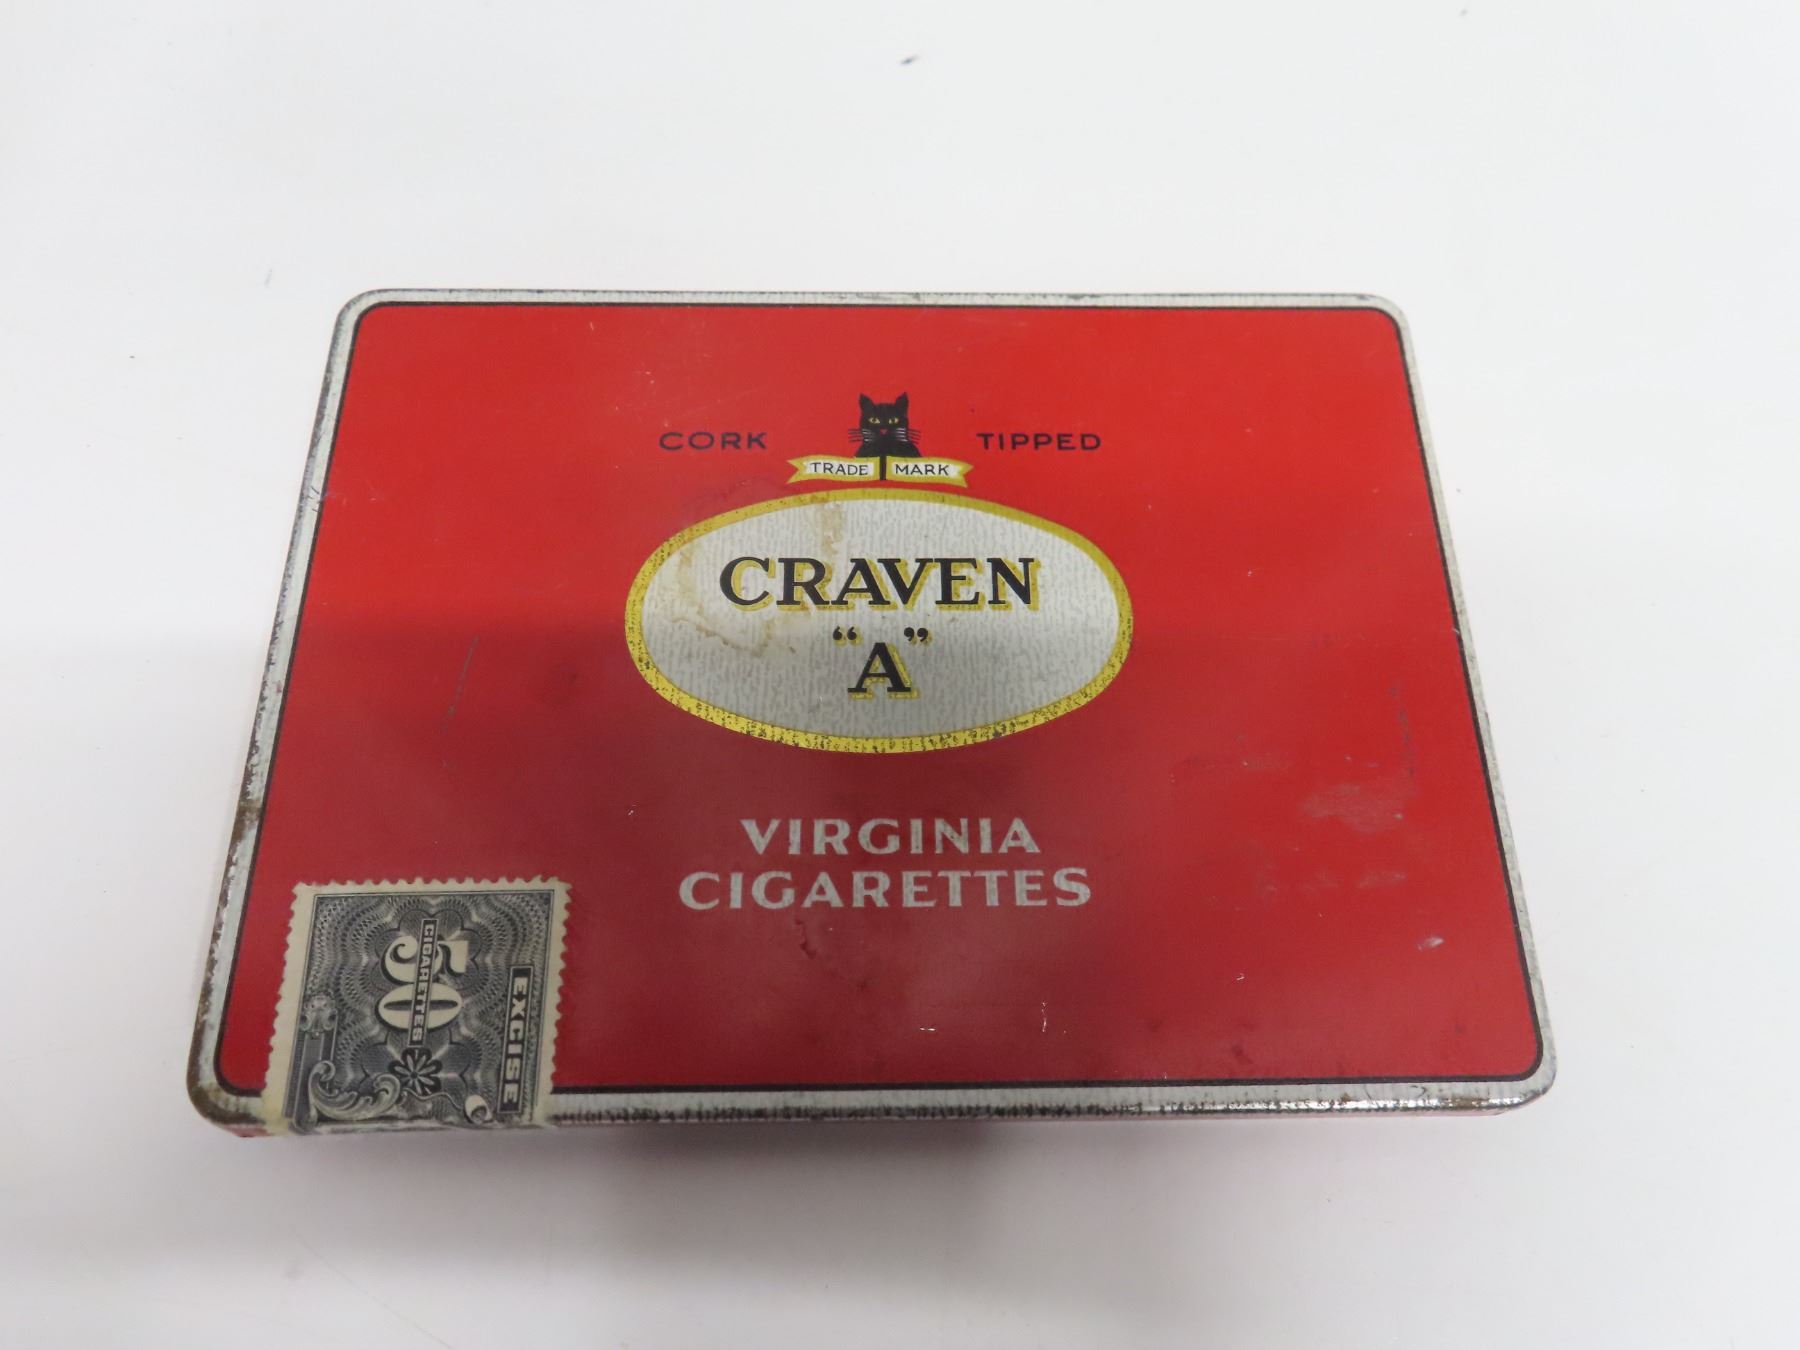 CORK TIPPED
TRADE MARK
CRAVEN
“A”
VIRGINIA
CIGARETTES
EXCISE
50
CIGARETTES